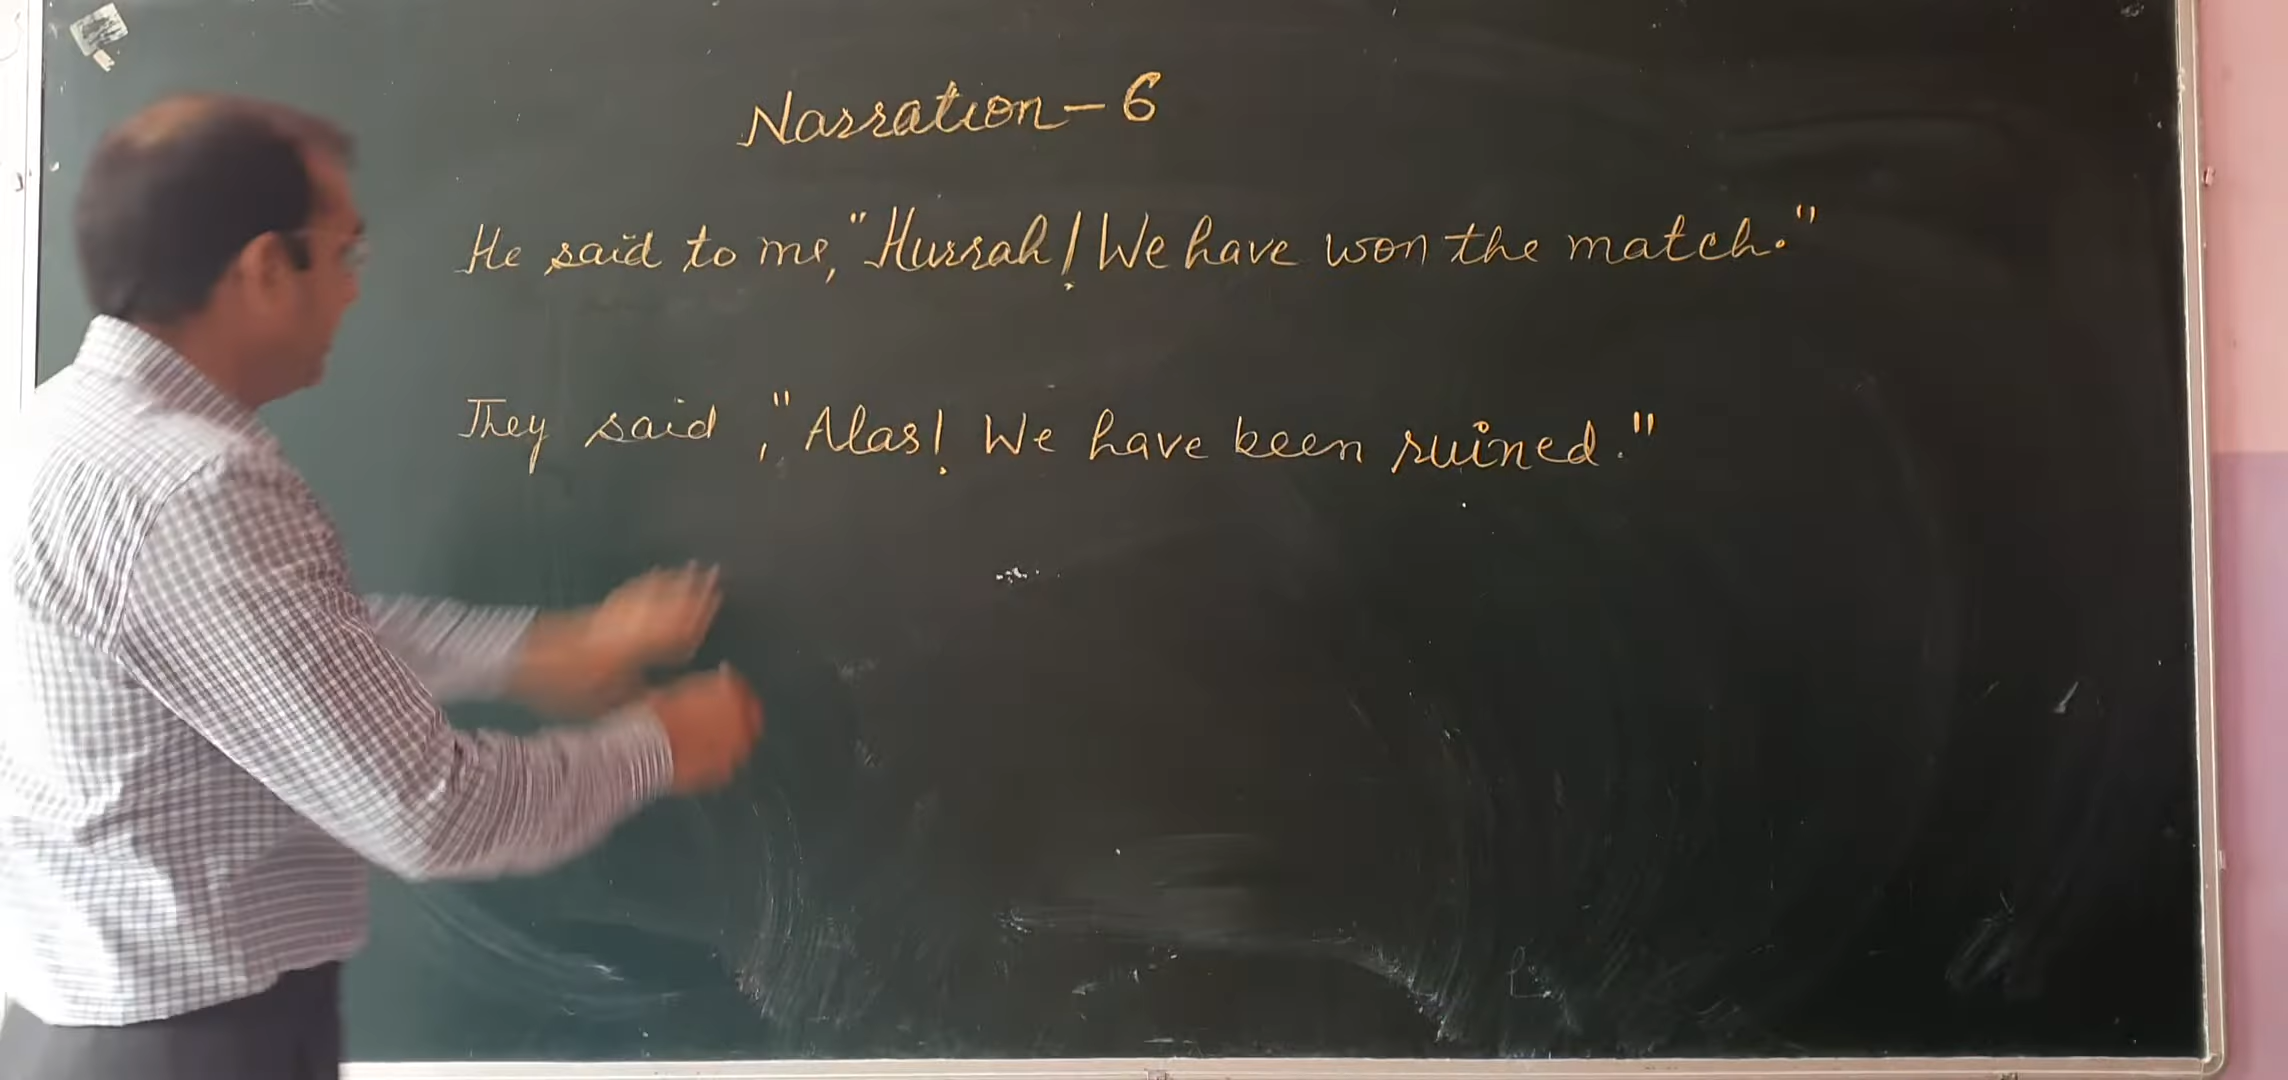 Narration - 6
He said to me, "Hurrah! We have won the match."
They said, "Alas! We have been ruined."